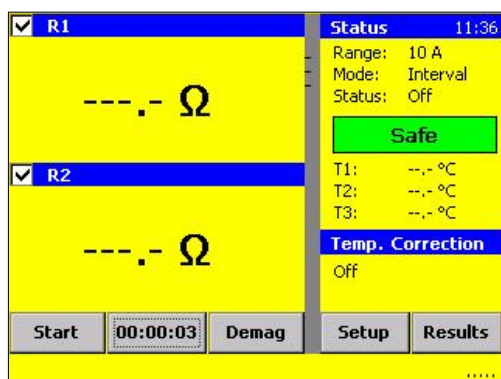 R1
---.- Ω
R2
---.- Ω
Start 00:00:03 Demag
Status 11:36
Range: 10 A
Mode: Interval
Status: Off
Safe
T1: --.- °C
T2: --.- °C
T3: --.- °C
Temp. Correction
Off
Setup Results